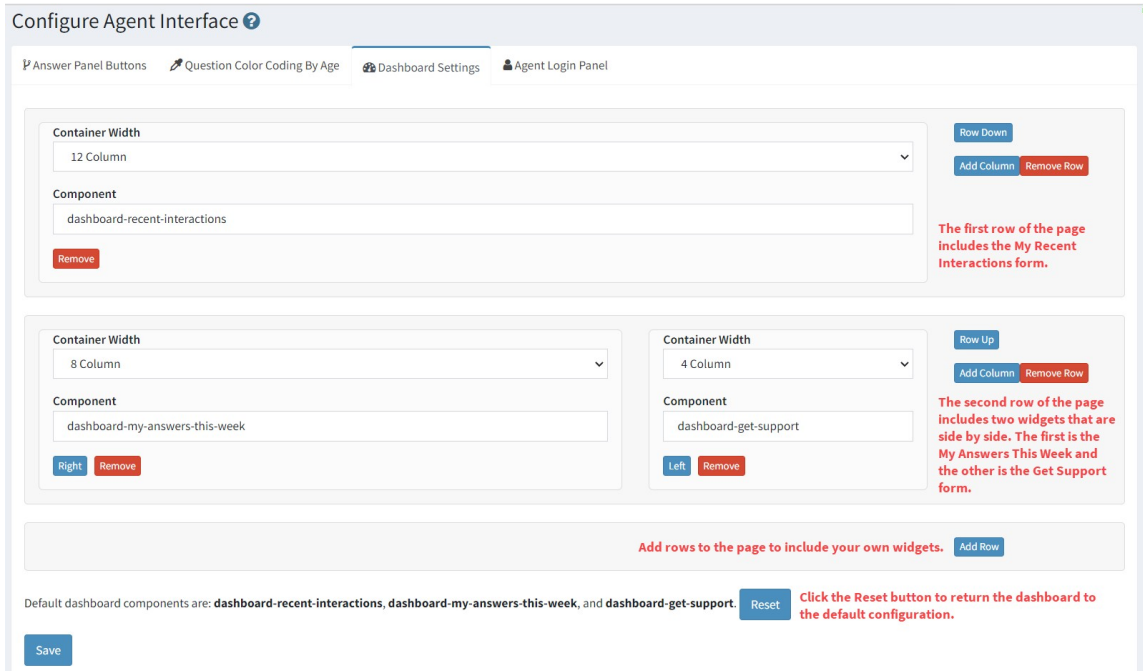 Configure Agent Interface ?
Answer Panel Buttons Question Color Coding By Age Dashboard Settings Agent Login Panel
Container Width
12 Column
Component
dashboard-recent-interactions
Remove
Row Down
Add Column Remove Row
The first row of the page
includes the My Recent
Interactions form.
Container Width
8 Column
Component
dashboard-my-answers-this-week
Right Remove
Container Width
4 Column
Component
dashboard-get-support
Left Remove
Row Up
Add Column Remove Row
The second row of the page
includes two widgets that are
side by side. The first is the
My Answers This Week and
the other is the Get Support
form.
Add rows to the page to include your own widgets. Add Row
Default dashboard components are: dashboard-recent-interactions, dashboard-my-answers-this-week, and dashboard-get-support. Reset
Click the Reset button to return the dashboard to
the default configuration.
Save